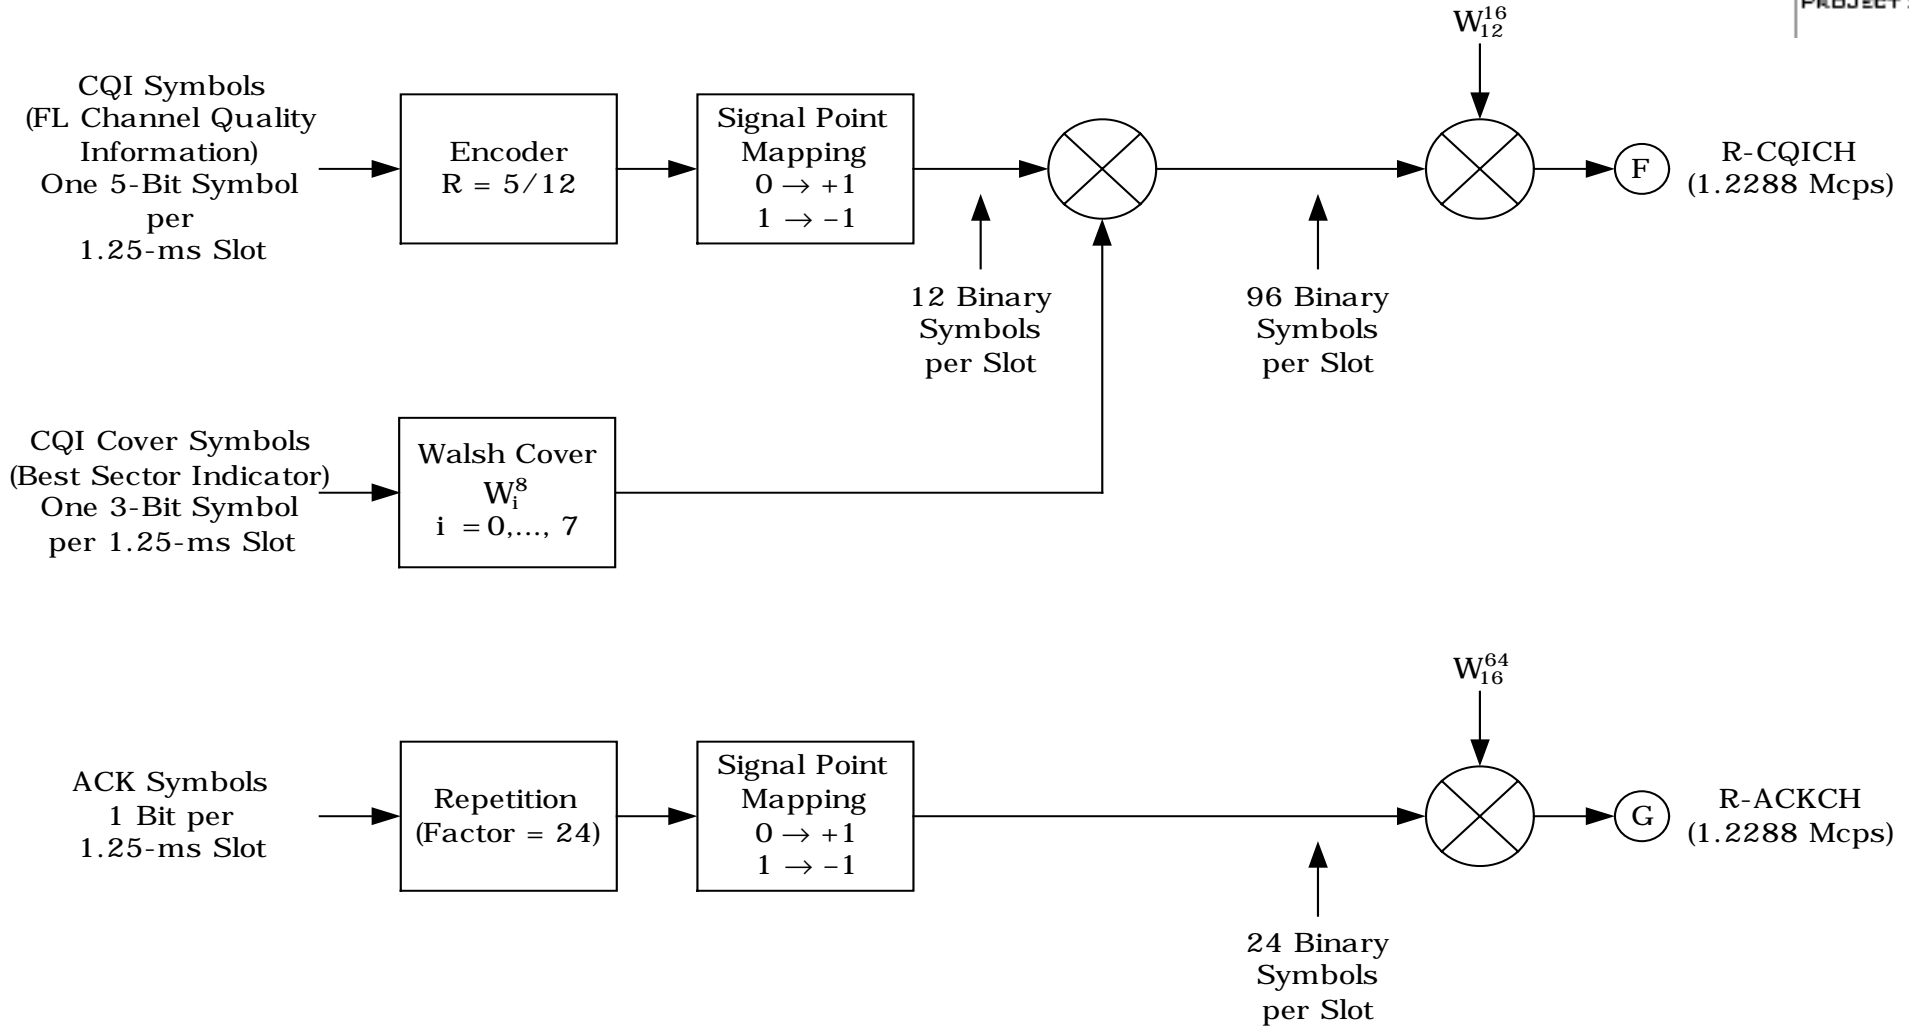 PROJECT
W₁₂¹⁶
CQI Symbols
(FL Channel Quality
Information)
One 5-Bit Symbol
per
1.25-ms Slot
Encoder
R = 5/12
Signal Point
Mapping
0 → +1
1 → –1
F
R-CQICH
(1.2288 Mcps)
12 Binary
Symbols
per Slot
96 Binary
Symbols
per Slot
CQI Cover Symbols
(Best Sector Indicator)
One 3-Bit Symbol
per 1.25-ms Slot
Walsh Cover
Wᵢ⁸
i = 0,..., 7
W₁₆⁶⁴
ACK Symbols
1 Bit per
1.25-ms Slot
Repetition
(Factor = 24)
Signal Point
Mapping
0 → +1
1 → –1
G
R-ACKCH
(1.2288 Mcps)
24 Binary
Symbols
per Slot